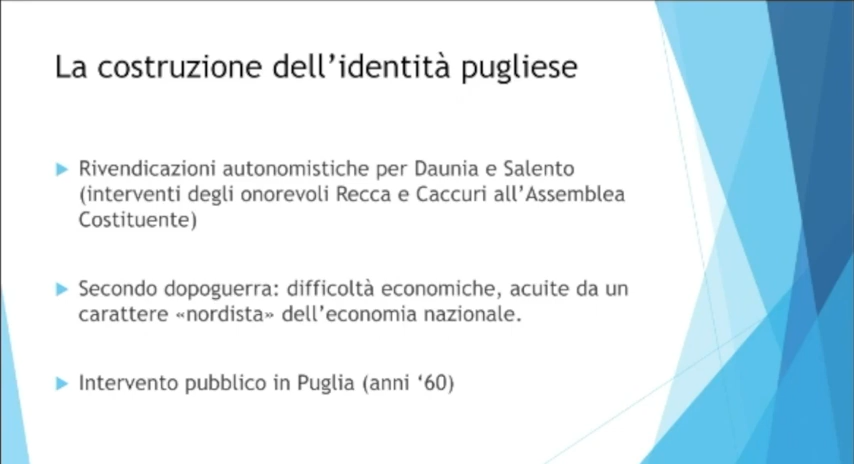 La costruzione dell’identità pugliese
Rivendicazioni autonomistiche per Daunia e Salento
(interventi degli onorevoli Recca e Caccuri all’Assemblea
Costituente)
Secondo dopoguerra: difficoltà economiche, acuite da un
carattere «nordista» dell’economia nazionale.
Intervento pubblico in Puglia (anni ‘60)